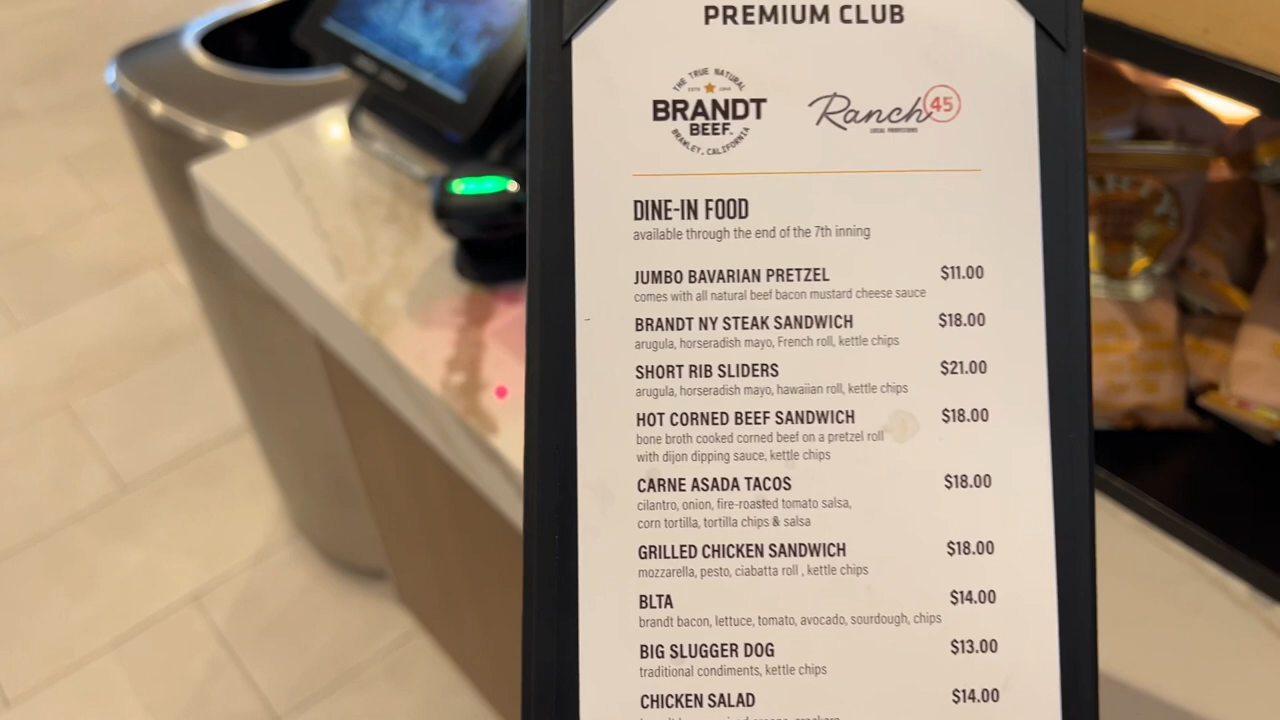 PREMIUM CLUB
THE TRUE NATURAL
BRANDT
BEEF
BRAWLEY, CALIFORNIA
Ranch 45
LOCAL PROVISIONS
DINE-IN FOOD
available through the end of the 7th inning
JUMBO BAVARIAN PRETZEL $11.00
comes with all natural beef bacon mustard cheese sauce
BRANDT NY STEAK SANDWICH $18.00
arugula, horseradish mayo, French roll, kettle chips
SHORT RIB SLIDERS $21.00
arugula, horseradish mayo, hawaiian roll, kettle chips
HOT CORNED BEEF SANDWICH $18.00
bone broth cooked corned beef on a pretzel roll
with dijon dipping sauce, kettle chips
CARNE ASADA TACOS $18.00
cilantro, onion, fire-roasted tomato salsa,
corn tortilla, tortilla chips & salsa
GRILLED CHICKEN SANDWICH $18.00
mozzarella, pesto, ciabatta roll , kettle chips
BLTA $14.00
brandt bacon, lettuce, tomato, avocado, sourdough, chips
BIG SLUGGER DOG $13.00
traditional condiments, kettle chips
CHICKEN SALAD $14.00